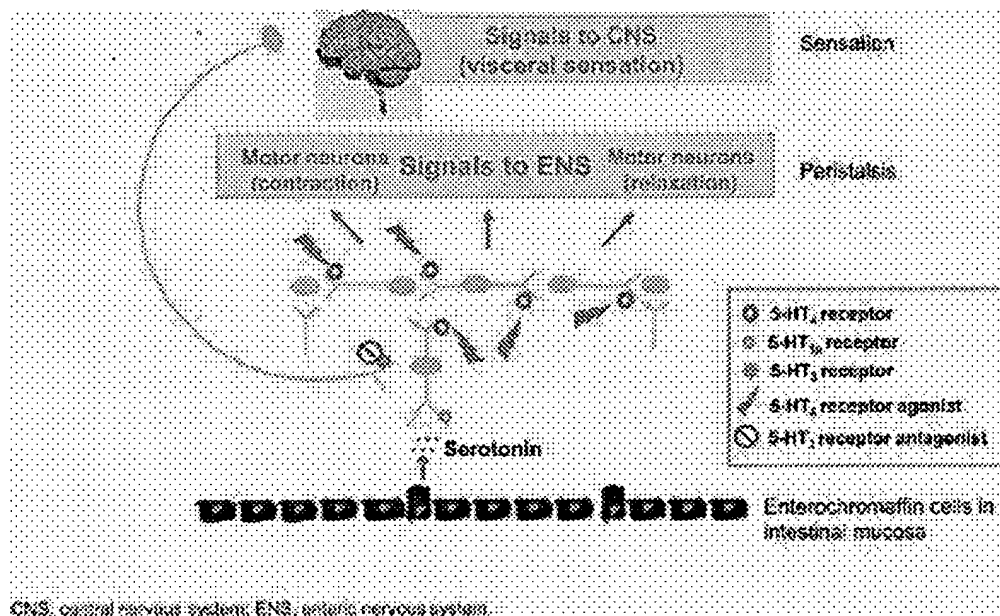 Signals to CNS
(visceral sensation)
Sensation
Motor neurons
(contraction)
Signals to ENS
Motor neurons
(relaxation)
Peristalsis
5-HT₄ receptor
receptor
5-HT₃ receptor
5-HT₄ receptor agonist
5-HT₃ receptor antagonist
Serotonin
Enterochromaffin cells in
intestinal mucosa
CNS, central nervous system; ENS, enteric nervous system.